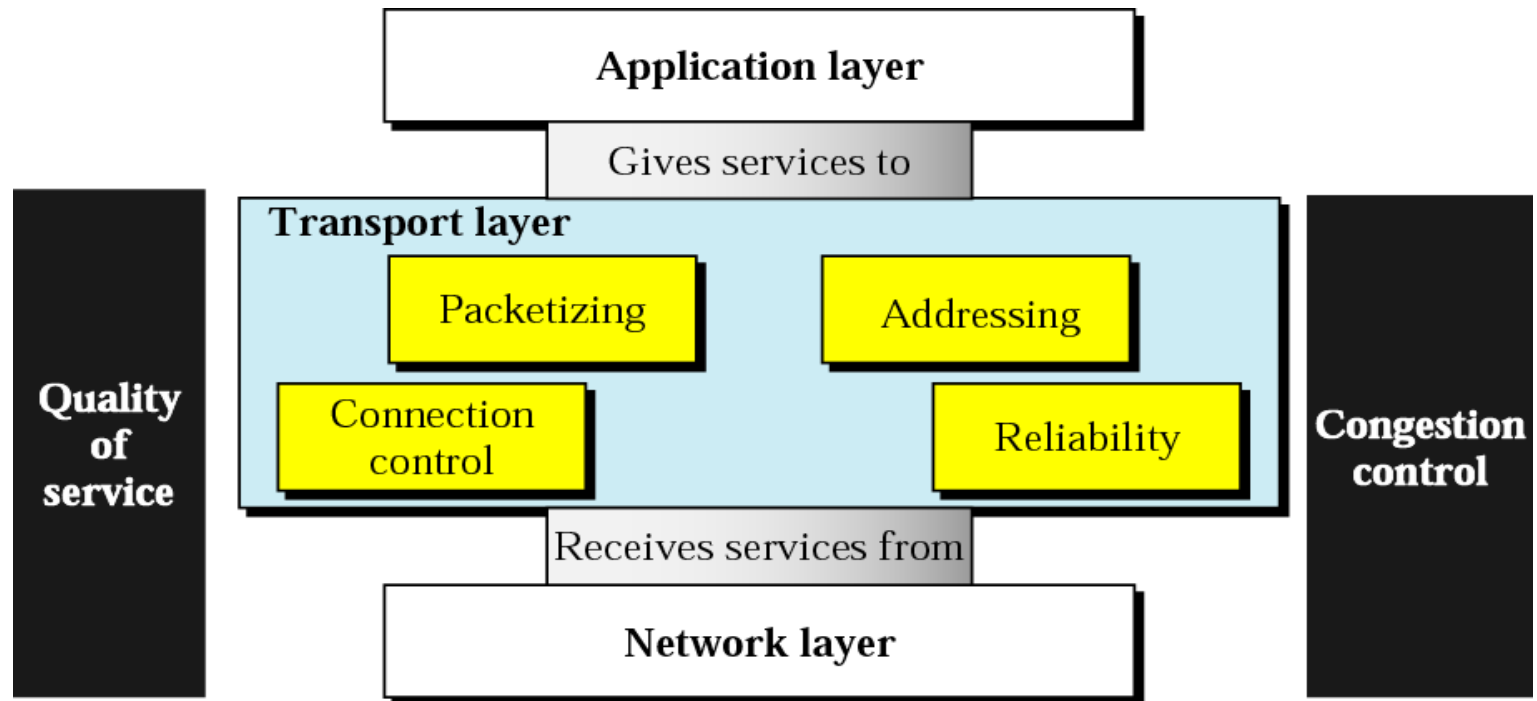 Application layer
Gives services to
Transport layer
Packetizing
Addressing
Connection
control
Reliability
Quality
of
service
Congestion
control
Receives services from
Network layer